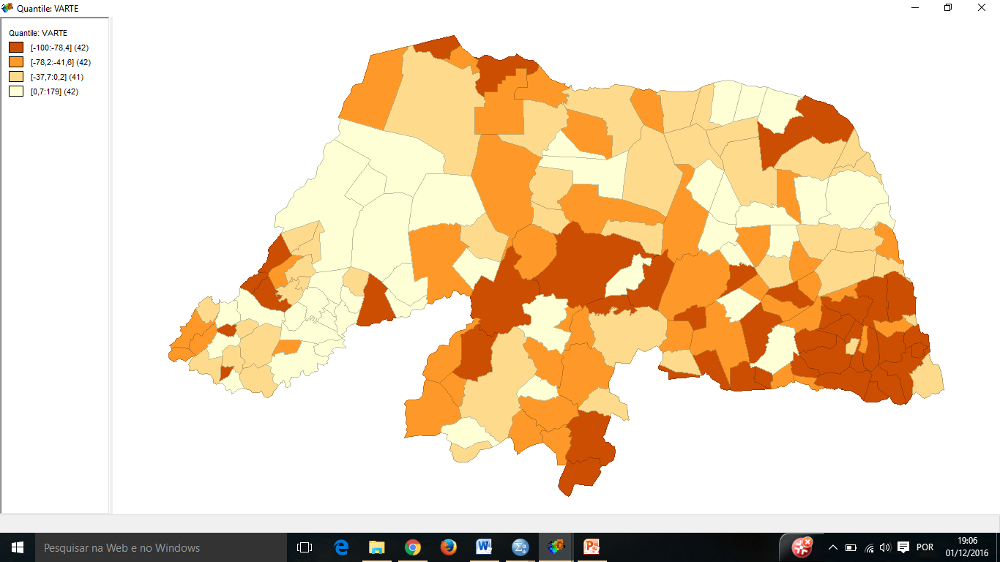 Quantile: VARTE
Quantile: VARTE
[-100:-78,4] (42)
[-78,2:-41,6] (42)
[-37,7:0,2] (41)
[0,7:179] (42)
Pesquisar na Web e no Windows
POR
19:06
01/12/2016